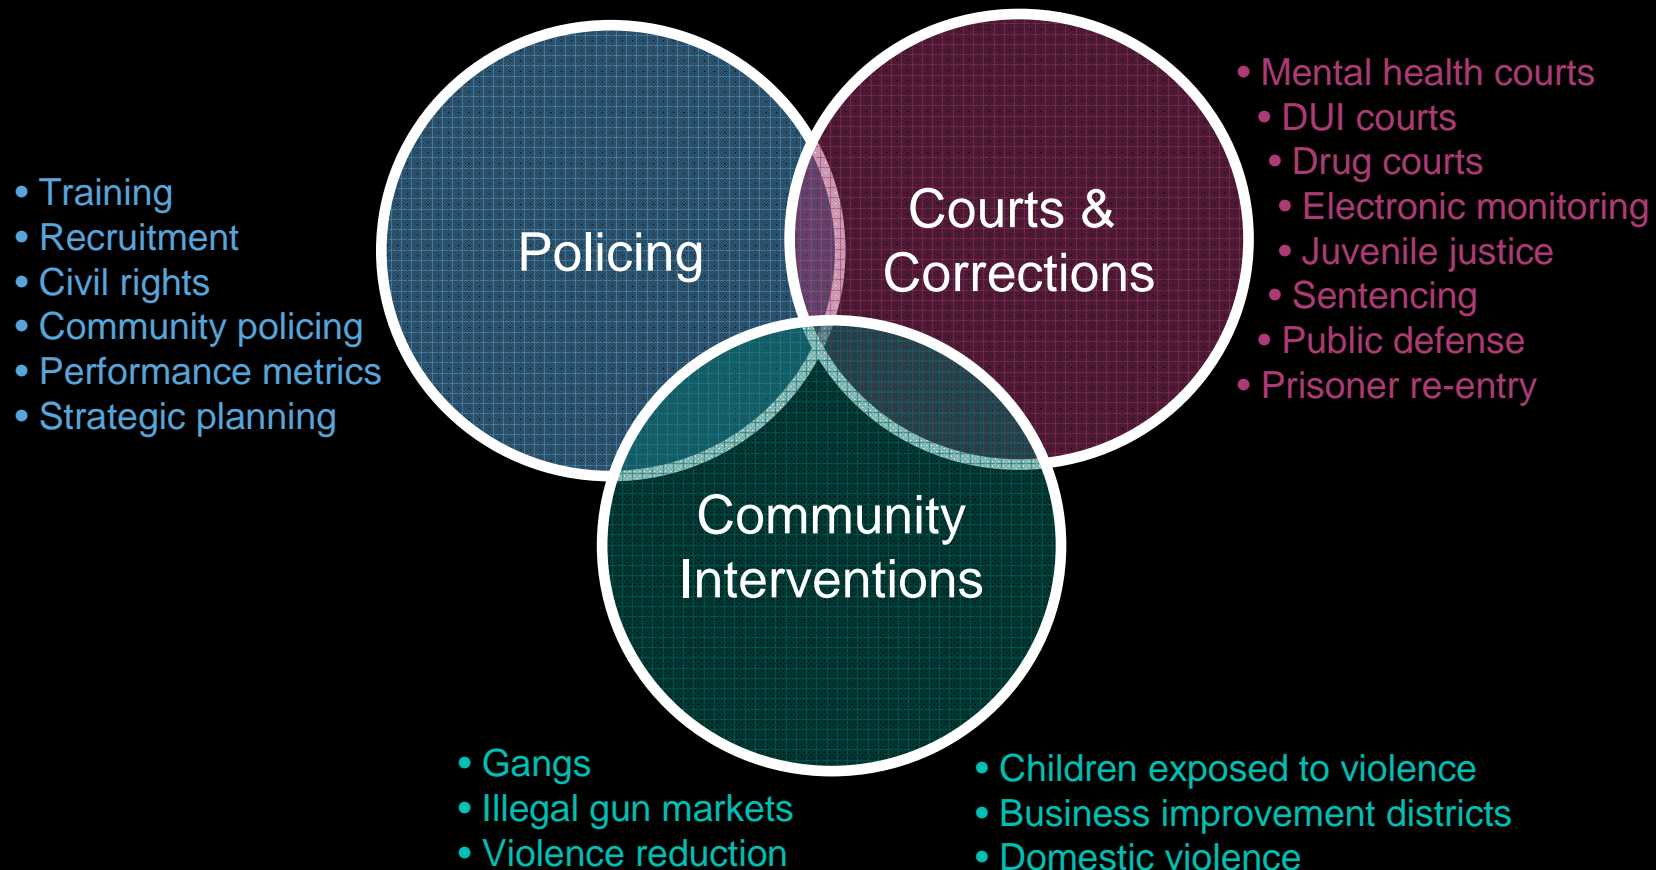 Policing
Courts &
Corrections
Community
Interventions
• Training
• Recruitment
• Civil rights
• Community policing
• Performance metrics
• Strategic planning
• Mental health courts
• DUI courts
• Drug courts
• Electronic monitoring
• Juvenile justice
• Sentencing
• Public defense
• Prisoner re-entry
• Gangs
• Illegal gun markets
• Violence reduction
• Children exposed to violence
• Business improvement districts
• Domestic violence